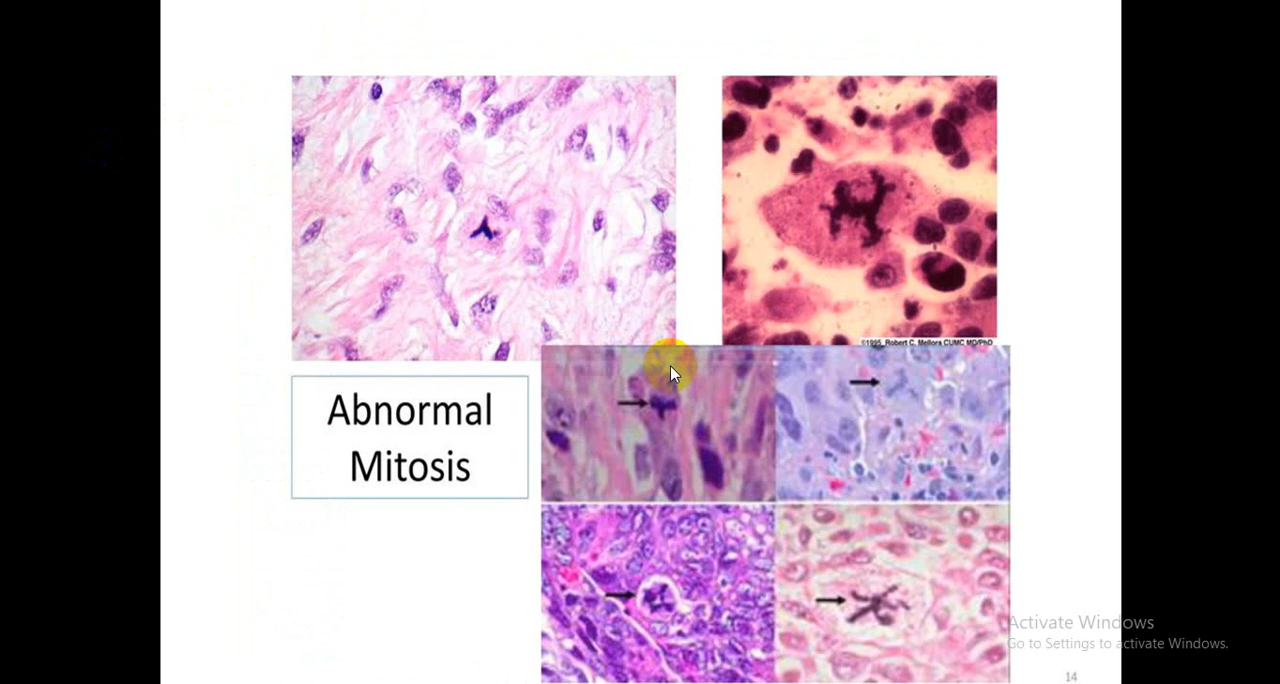 ©1995, Robert C. Mellors CUMC MD/PhD
Abnormal
Mitosis
Activate Windows
Go to Settings to activate Windows.
14